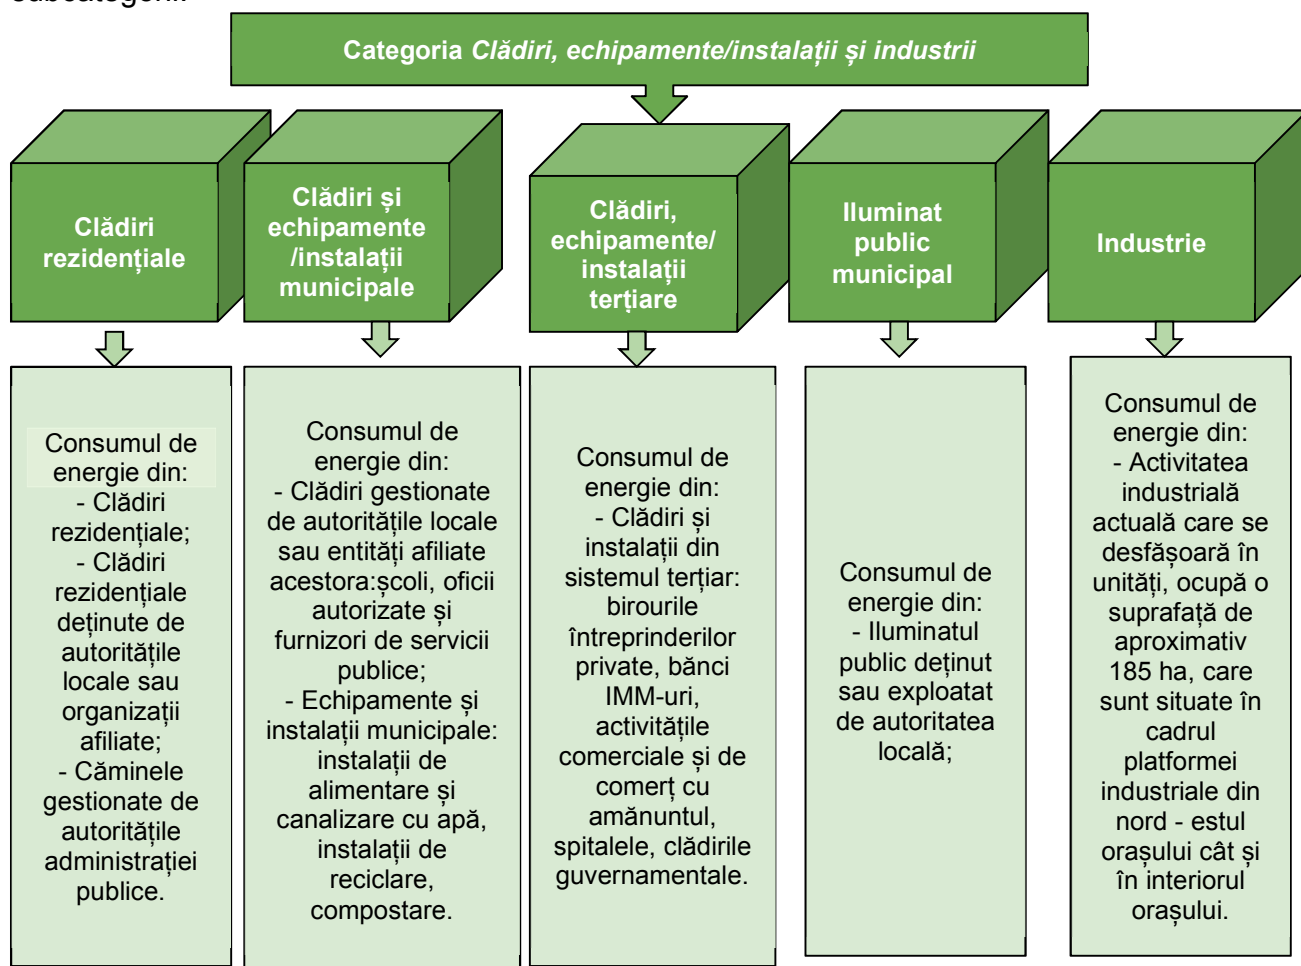 subcategorii:
Categoria Clădiri, echipamente/instalații și industrii
Clădiri
rezidențiale
Clădiri și
echipamente
/instalații
municipale
Clădiri,
echipamente/
instalații
terțiare
Iluminat
public
municipal
Industrie
Consumul de
energie din:
- Clădiri
rezidențiale;
- Clădiri
rezidențiale
deținute de
autoritățile
locale sau
organizații
afiliate;
- Căminele
gestionate de
autoritățile
administrației
publice.
Consumul de
energie din:
- Clădiri gestionate
de autoritățile locale
sau entități afiliate
acestora:școli, oficii
autorizate și
furnizori de servicii
publice;
- Echipamente și
instalații municipale:
instalații de
alimentare și
canalizare cu apă,
instalații de
reciclare,
compostare.
Consumul de
energie din:
- Clădiri și
instalații din
sistemul terțiar:
birourile
întreprinderilor
private, bănci
IMM-uri,
activitățile
comerciale și de
comerț cu
amănuntul,
spitalele, clădirile
guvernamentale.
Consumul de
energie din:
- Iluminatul
public deținut
sau exploatat
de autoritatea
locală;
Consumul de
energie din:
- Activitatea
industrială
actuală care se
desfășoară în
unități, ocupă o
suprafață de
aproximativ
185 ha, care
sunt situate în
cadrul
platformei
industriale din
nord - estul
orașului cât și
în interiorul
orașului.